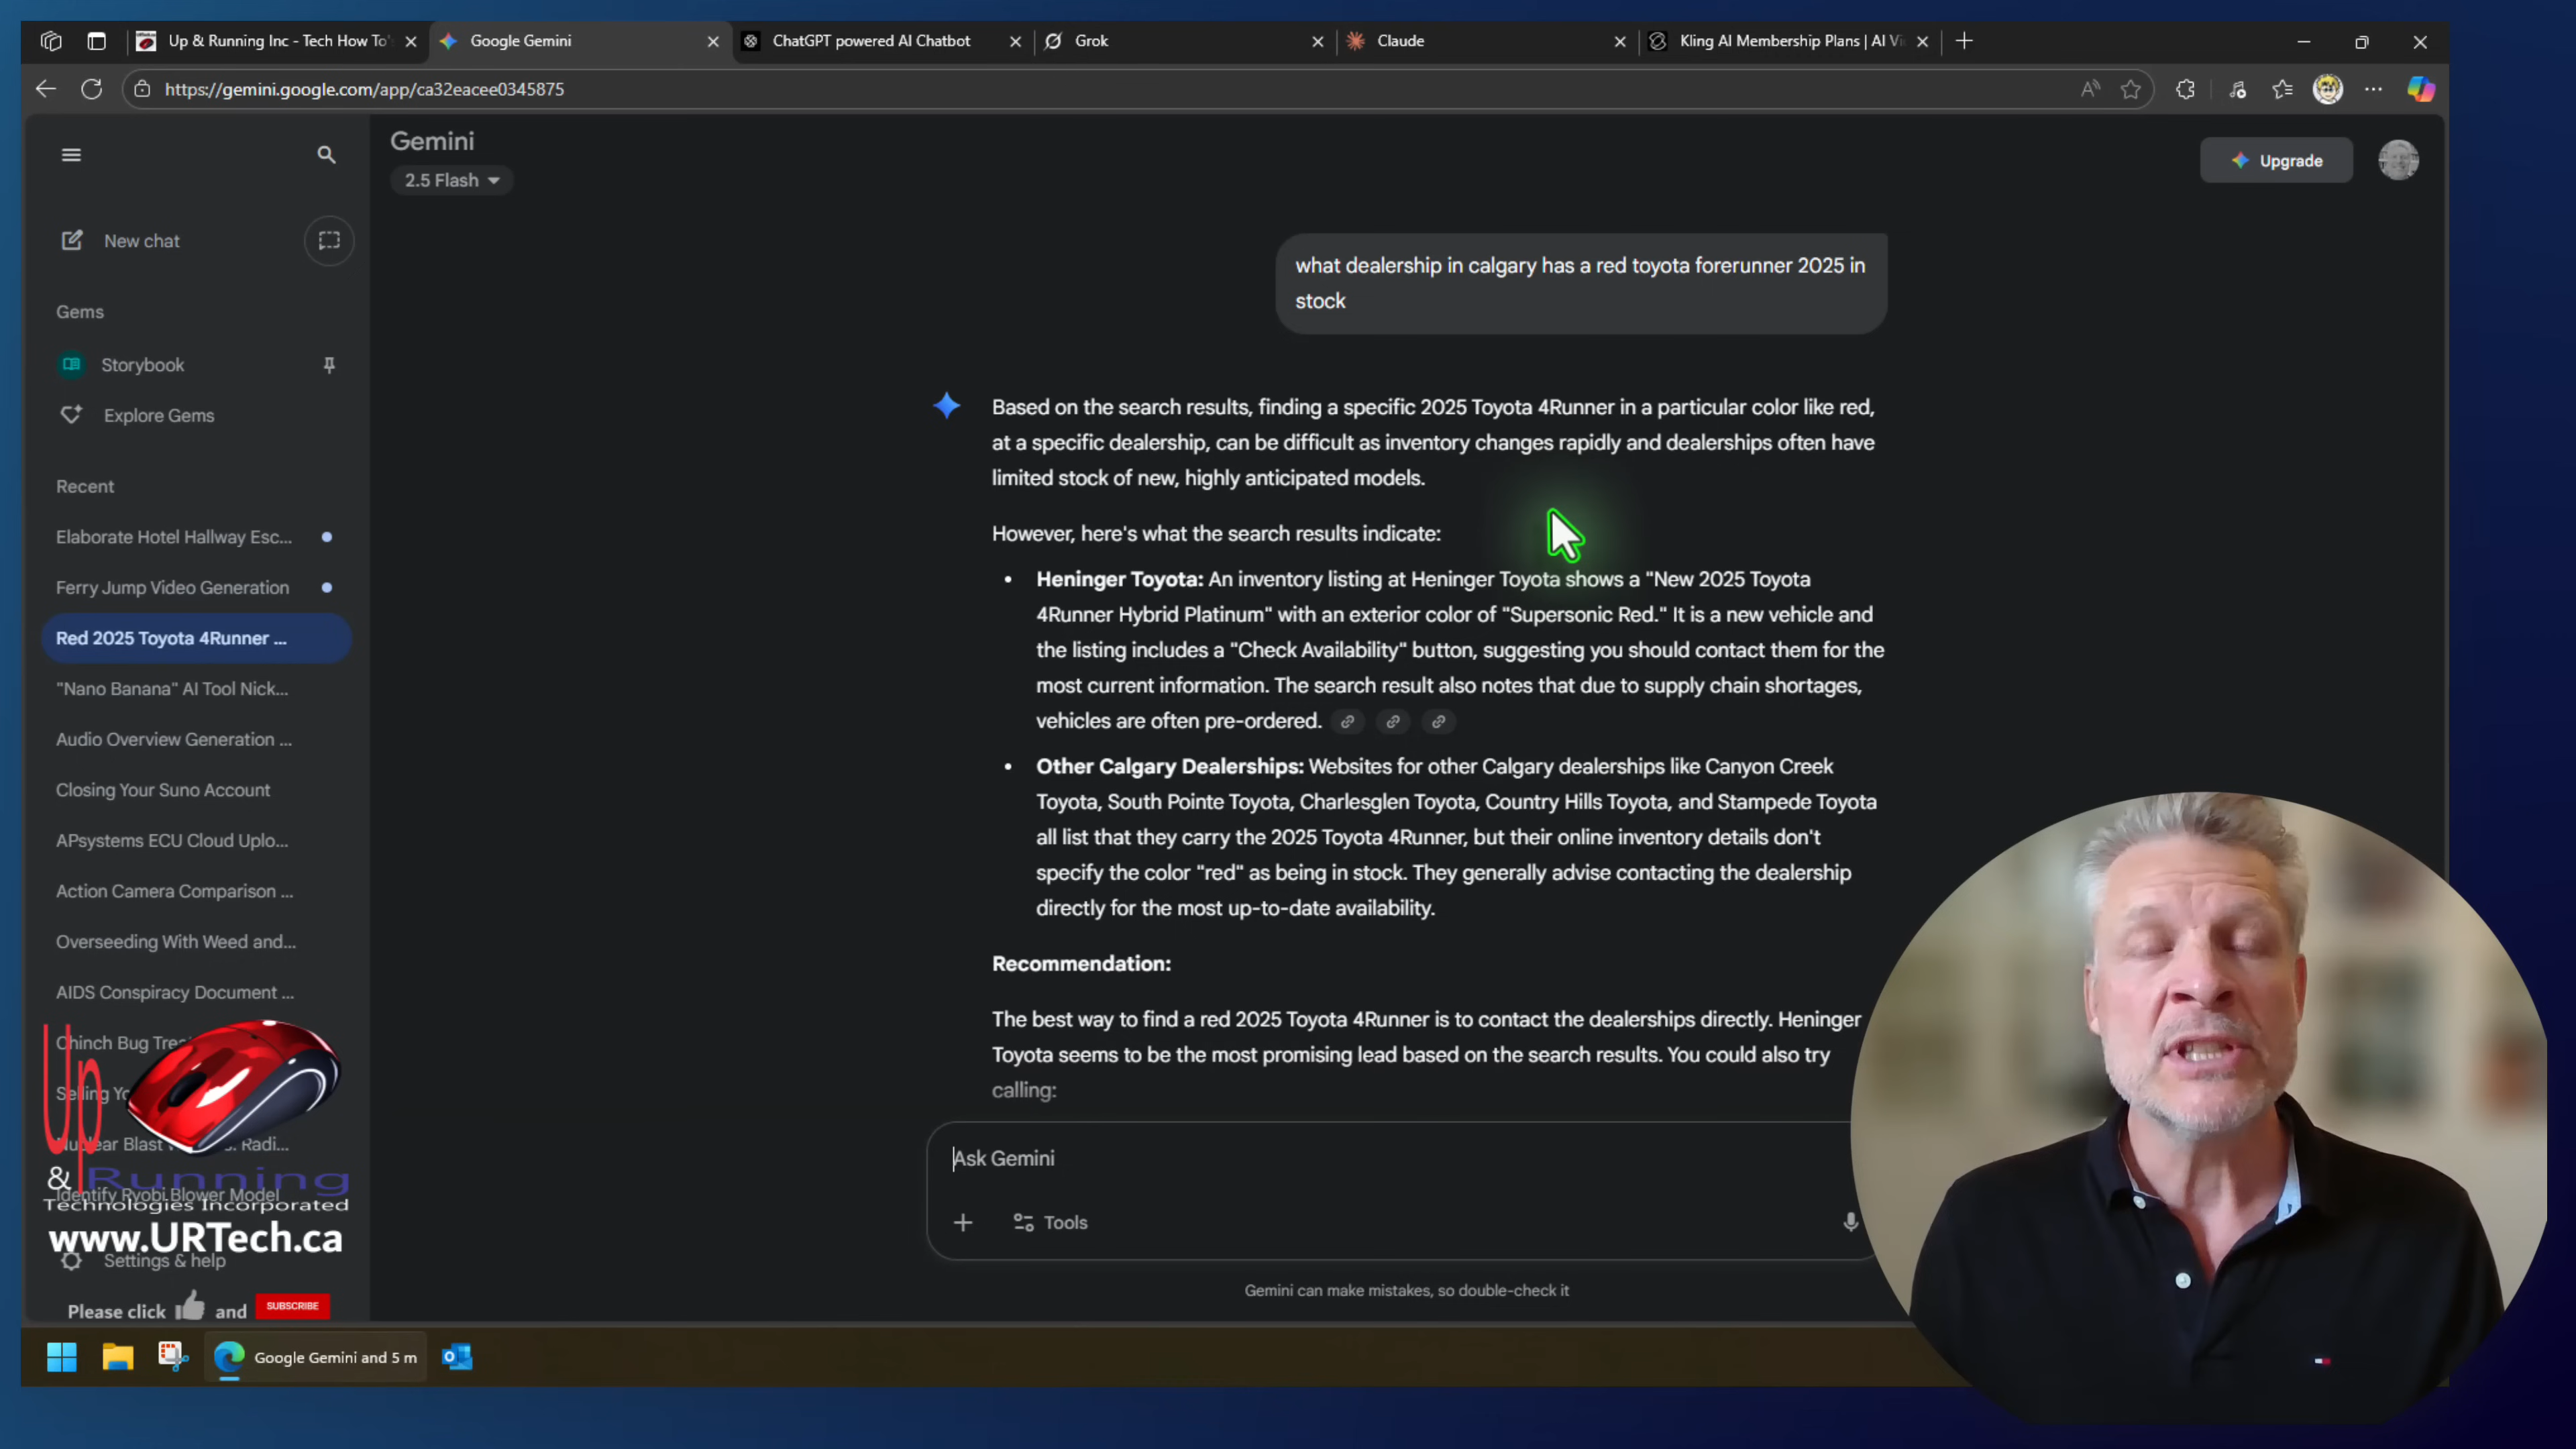 Up & Running Inc - Tech How To's
Google Gemini
ChatGPT powered AI Chatbot
Grok
Claude
Kling AI Membership Plans | AI Vi
https://gemini.google.com/app/ca32eacee0345875
Gemini
2.5 Flash
Upgrade
New chat
Gems
Storybook
Explore Gems
Recent
Elaborate Hotel Hallway Esc...
Ferry Jump Video Generation
Red 2025 Toyota 4Runner ...
"Nano Banana" AI Tool Nick...
Audio Overview Generation ...
Closing Your Suno Account
APsystems ECU Cloud Uplo...
Action Camera Comparison ...
Overseeding With Weed and...
AIDS Conspiracy Document ...
Chinch Bug
Selling
Nuclear Blast Radi...
Identify Ryobi Blower Model
Settings & help
what dealership in calgary has a red toyota forerunner 2025 in
stock
Based on the search results, finding a specific 2025 Toyota 4Runner in a particular color like red,
at a specific dealership, can be difficult as inventory changes rapidly and dealerships often have
limited stock of new, highly anticipated models.
However, here's what the search results indicate:
• Heninger Toyota: An inventory listing at Heninger Toyota shows a "New 2025 Toyota
4Runner Hybrid Platinum" with an exterior color of "Supersonic Red." It is a new vehicle and
the listing includes a "Check Availability" button, suggesting you should contact them for the
most current information. The search result also notes that due to supply chain shortages,
vehicles are often pre-ordered.
• Other Calgary Dealerships: Websites for other Calgary dealerships like Canyon Creek
Toyota, South Pointe Toyota, Charlesglen Toyota, Country Hills Toyota, and Stampede Toyota
all list that they carry the 2025 Toyota 4Runner, but their online inventory details don't
specify the color "red" as being in stock. They generally advise contacting the dealership
directly for the most up-to-date availability.
Recommendation:
The best way to find a red 2025 Toyota 4Runner is to contact the dealerships directly. Heninger
Toyota seems to be the most promising lead based on the search results. You could also try
calling:
Ask Gemini
Tools
Gemini can make mistakes, so double-check it
Up
& Running
Technologies Incorporated
www.URTech.ca
Please click and SUBSCRIBE
Google Gemini and 5 m